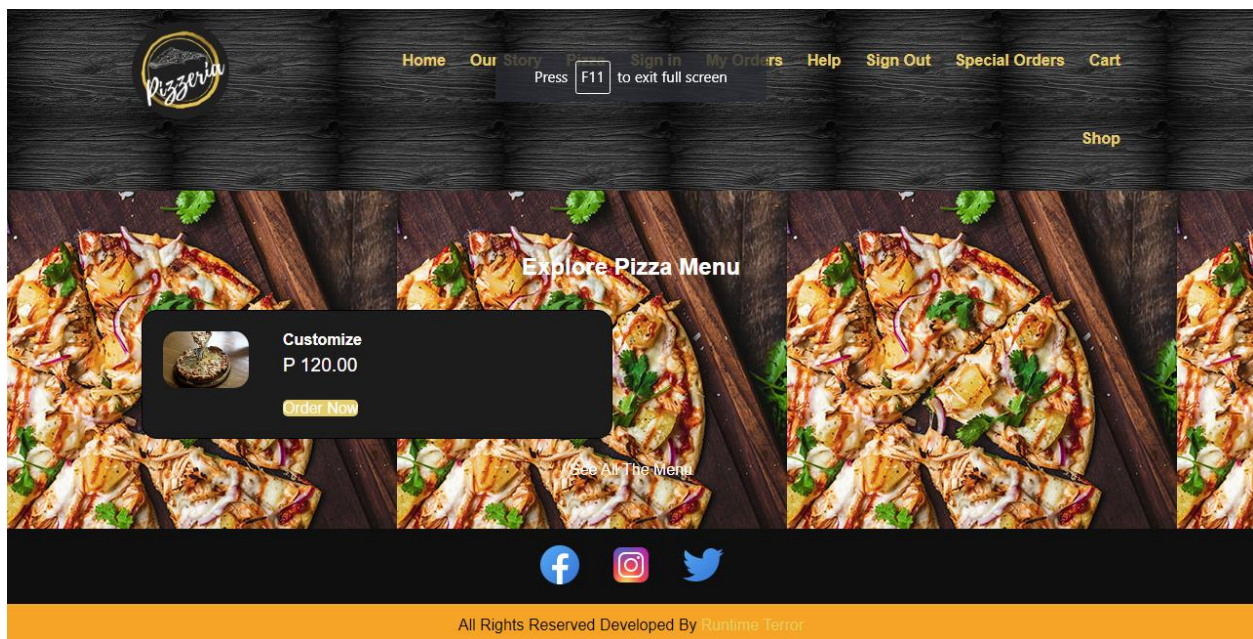 Pizzeria
Home Our Story Pizza Sign in My Orders Help Sign Out Special Orders Cart
Press F11 to exit full screen
Shop
Explore Pizza Menu
Customize
P 120.00
Order Now
See All The Menu
All Rights Reserved Developed By Runtime Terror